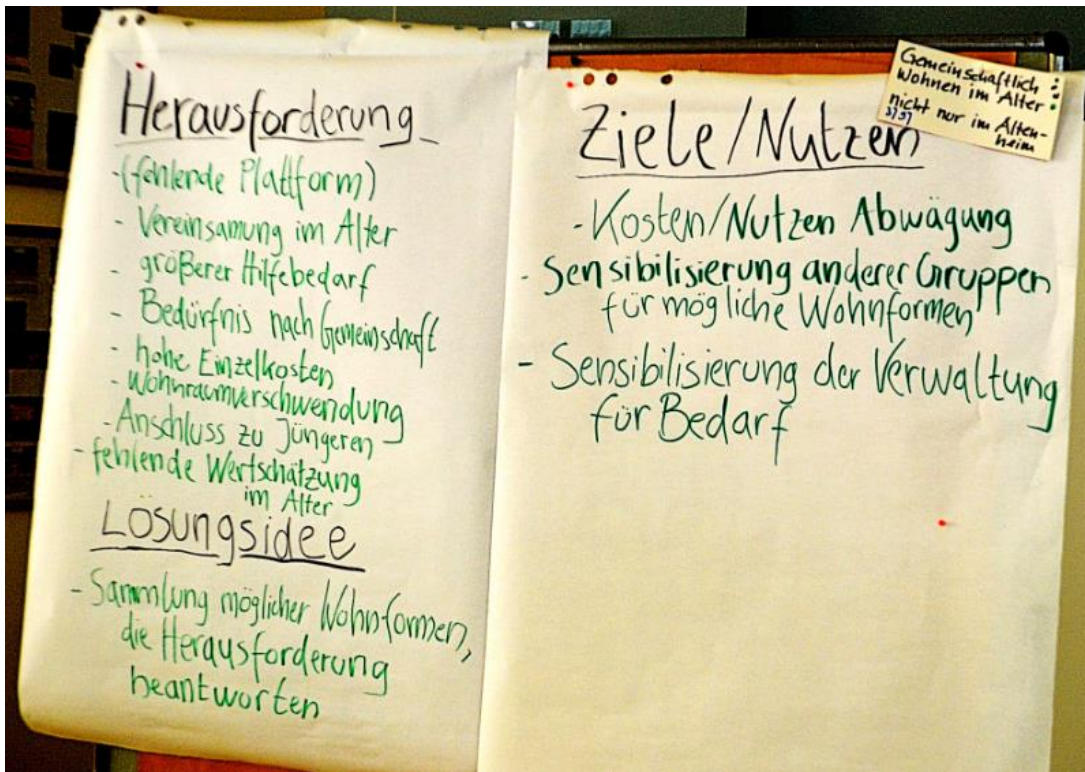 Herausforderung
-(fehlende Plattform)
- Vereinsamung im Alter
- größerer Hilfebedarf
- Bedürfnis nach Gemeinschaft
- hohe Einzelkosten
- Wohnraumverschwendung
- Anschluss zu Jüngeren
- fehlende Wertschätzung
im Alter
Lösungsidee
- Sammlung möglicher Wohnformen,
die Herausforderung
beantworten
Gemeinschaftlich
Wohnen im Alter
nicht nur im Alten-
heim
Ziele/Nutzen
- Kosten/Nutzen Abwägung
- Sensibilisierung anderer Gruppen
für mögliche Wohnformen
- Sensibilisierung der Verwaltung
für Bedarf